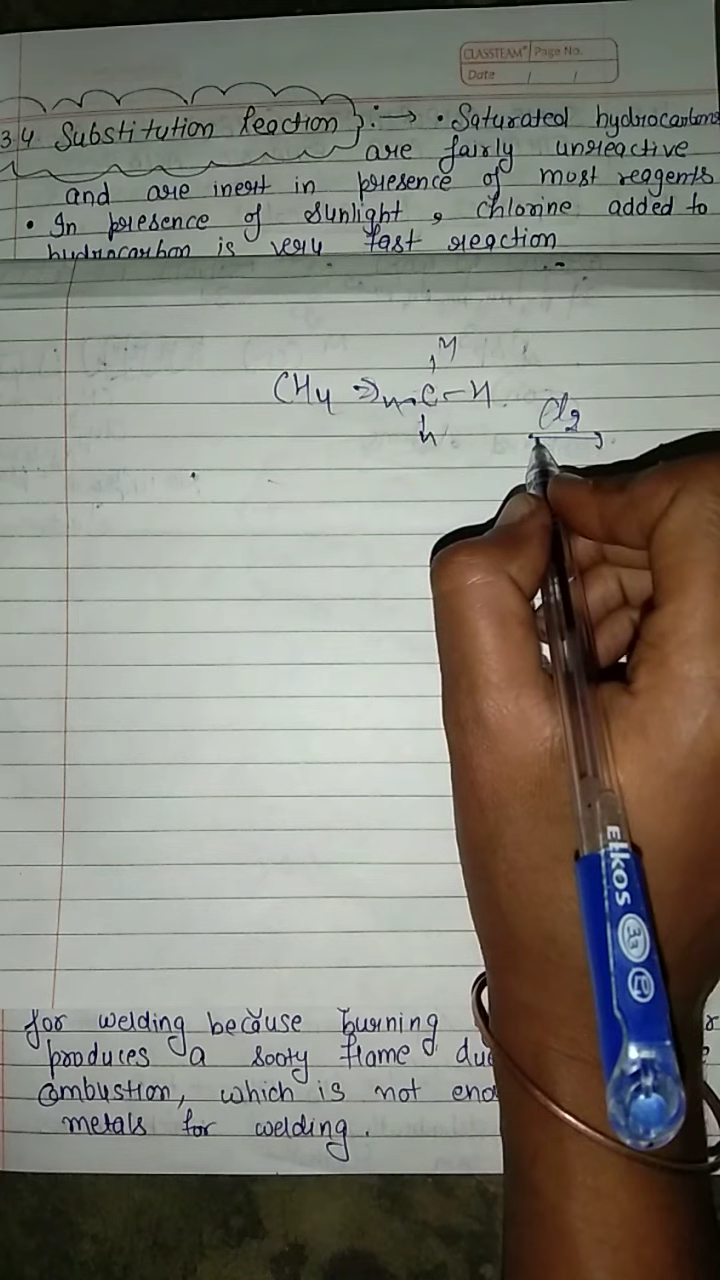 CLASSTEAM® Page No.
Date / /
3.4 Substitution Reaction :→ • Saturated hydrocarbons
are fairly unreactive
and are inert in presence of most reagents
• In presence of sunlight, chlorine added to
hydrocarbon is very fast reaction
H
CH4 ⇒ H-C-H Cl2
H
for welding because burning
produces a sooty flame due
combustion, which is not
metals for welding.
Elkos 33